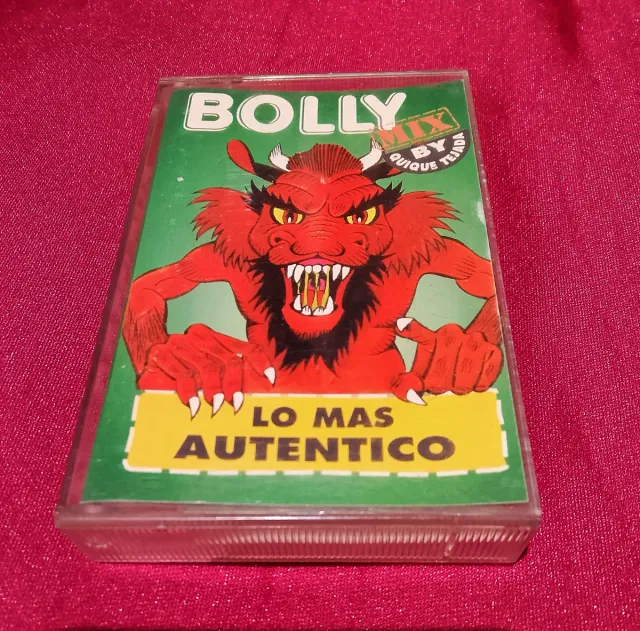 BOLLY
MIX
BY
QUIQUE TEJADA
LO MAS
AUTENTICO